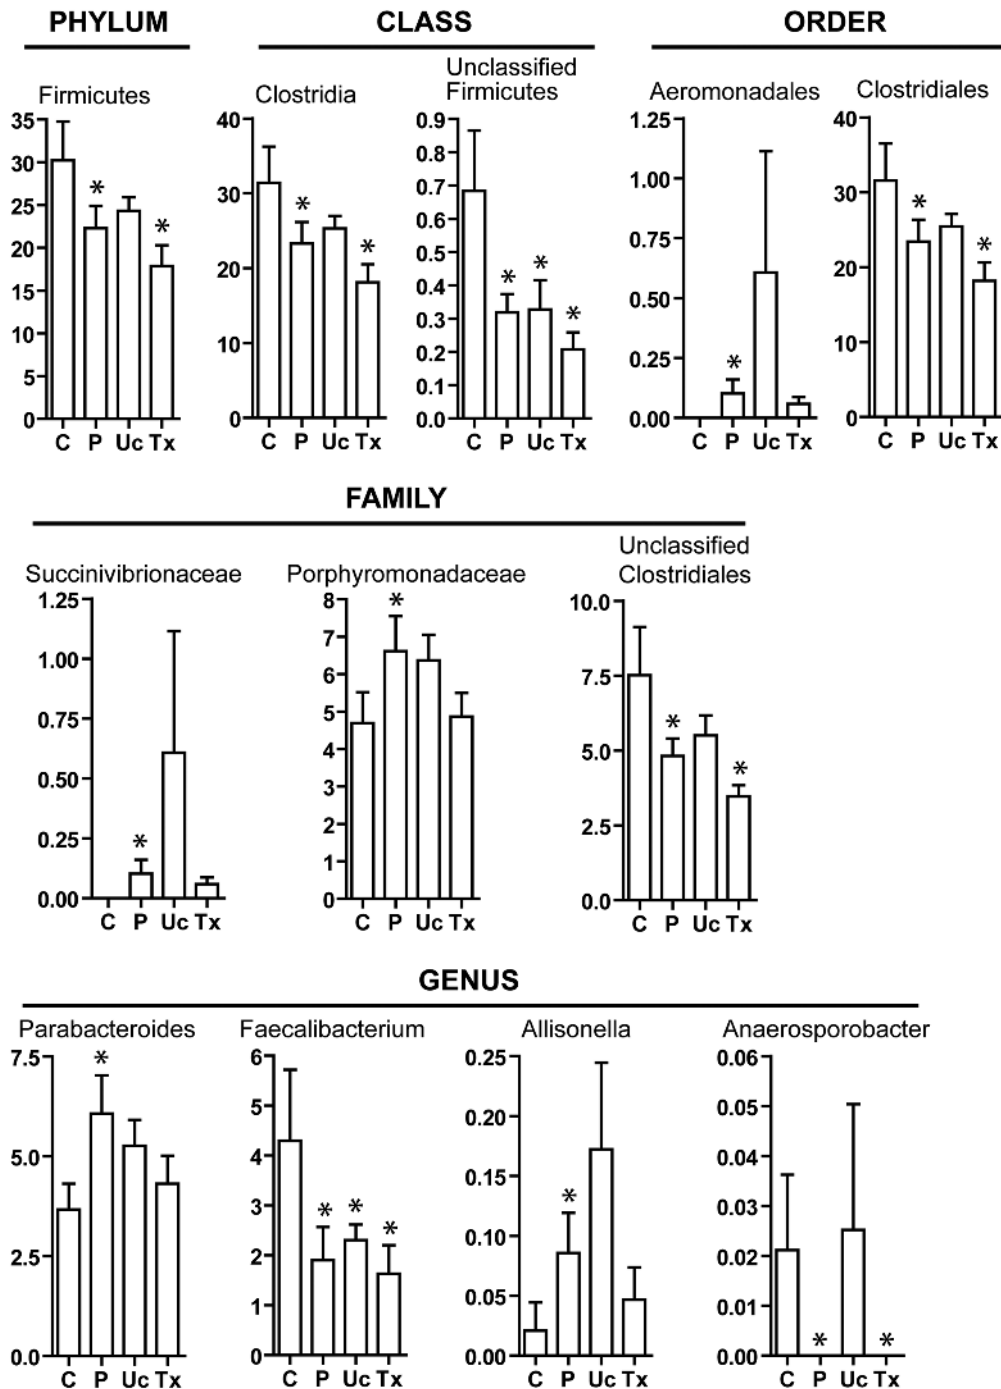 PHYLUM CLASS ORDER
Firmicutes Clostridia Unclassified Firmicutes Aeromonadales Clostridiales
35 30 25 20 15 10 5 0
* *
C P Uc Tx
40 30 20 10 0
* *
C P Uc Tx
0.9 0.8 0.7 0.6 0.5 0.4 0.3 0.2 0.1 0.0
* * *
C P Uc Tx
1.25 1.00 0.75 0.50 0.25 0.00
*
C P Uc Tx
40 30 20 10 0
* *
C P Uc Tx
FAMILY
Succinivibrionaceae Porphyromonadaceae Unclassified Clostridiales
1.25 1.00 0.75 0.50 0.25 0.00
*
C P Uc Tx
8 7 6 5 4 3 2 1 0
*
C P Uc Tx
10.0 7.5 5.0 2.5 0.0
* *
C P Uc Tx
GENUS
Parabacteroides Faecalibacterium Allisonella Anaerosporobacter
7.5 5.0 2.5 0.0
*
C P Uc Tx
6 5 4 3 2 1 0
* * *
C P Uc Tx
0.25 0.20 0.15 0.10 0.05 0.00
*
C P Uc Tx
0.06 0.05 0.04 0.03 0.02 0.01 0.00
* *
C P Uc Tx